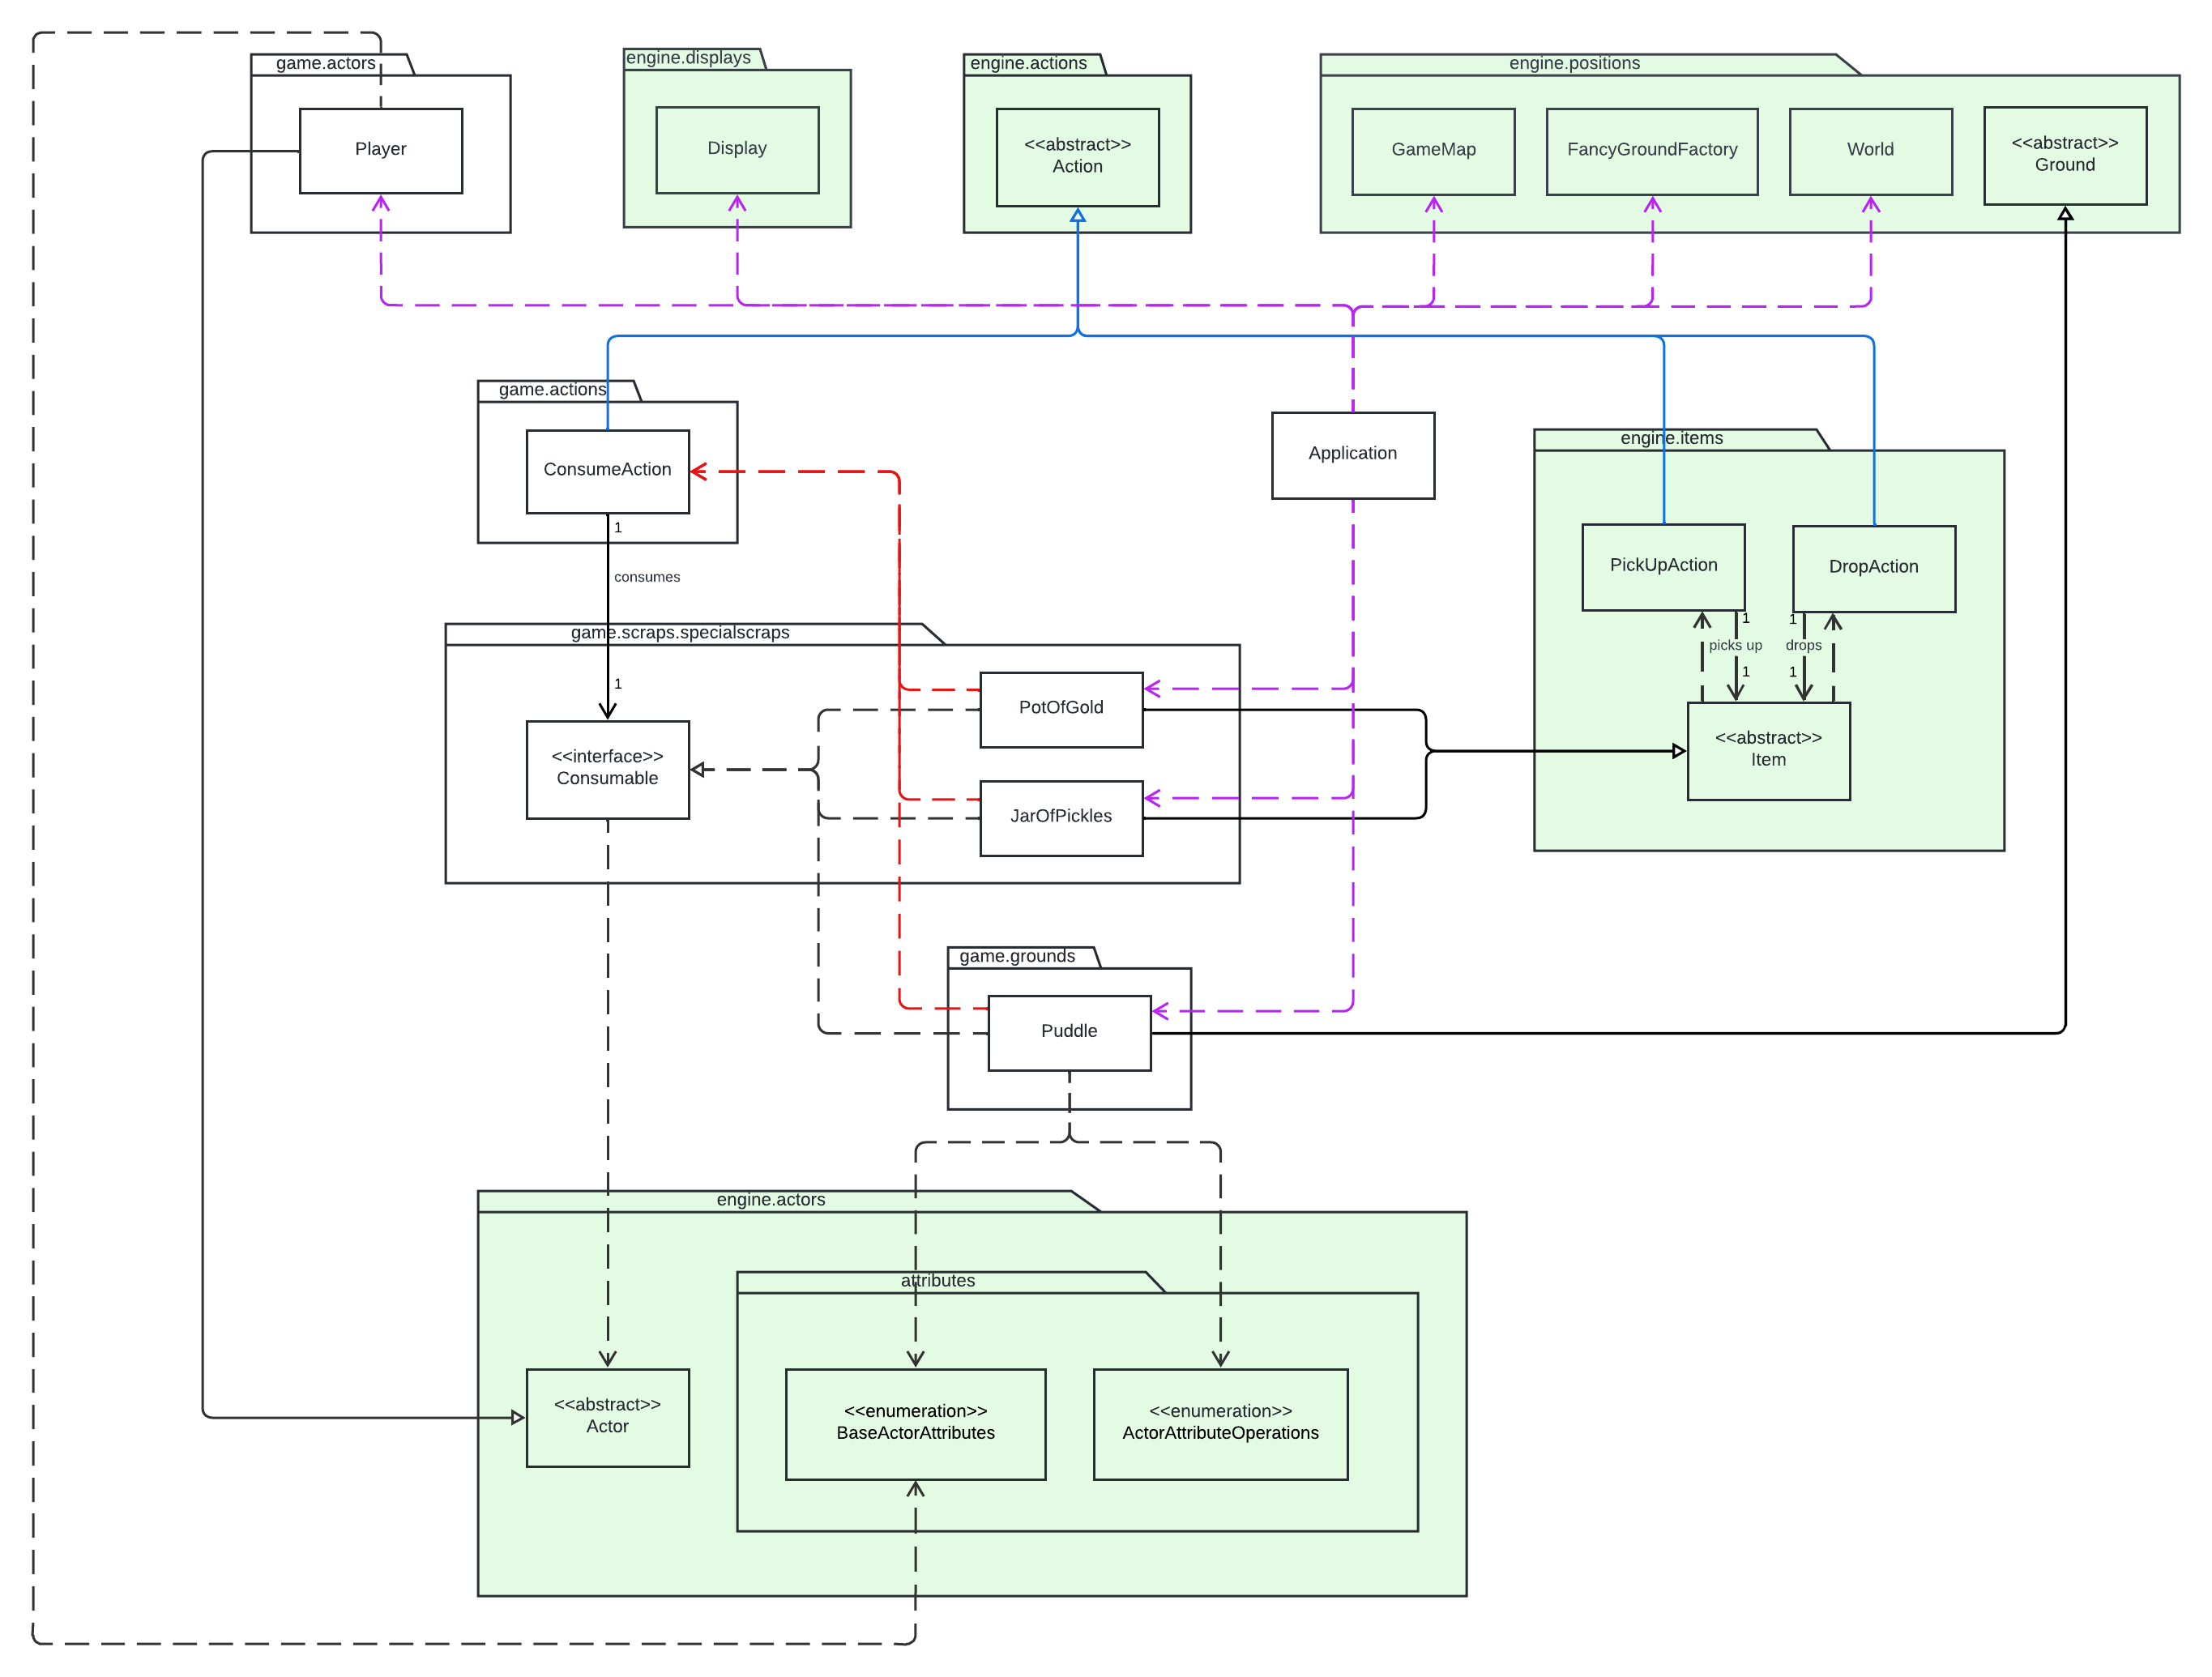 game.actors
Player
engine.displays
Display
engine.actions
<<abstract>>
Action
engine.positions
GameMap
FancyGroundFactory
World
<<abstract>>
Ground
game.actions
ConsumeAction
1
consumes
1
Application
engine.items
PickUpAction
DropAction
1
1
picks up
drops
1
1
<<abstract>>
Item
game.scraps.specialscraps
PotOfGold
<<interface>>
Consumable
JarOfPickles
game.grounds
Puddle
engine.actors
attributes
<<abstract>>
Actor
<<enumeration>>
BaseActorAttributes
<<enumeration>>
ActorAttributeOperations